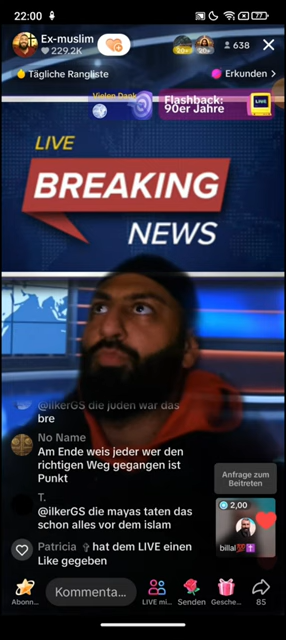 22:00
77
Ex-muslim
229.2K
20+
20+
638
Tägliche Rangliste
Erkunden >
Vielen Dank
Flashback:
90er Jahre
LIVE
LIVE
BREAKING
NEWS
@ilkerGS die juden war das
bre
No Name
Am Ende weis jeder wer den
richtigen Weg gegangen ist
Punkt
T.
@ilkerGS die mayas taten das
schon alles vor dem islam
Patricia ✞ hat dem LIVE einen
Like gegeben
Anfrage zum
Beitreten
2,00
billal💯✝️
Abonn...
Kommenta...
LIVE mi...
Senden
Gesche...
85